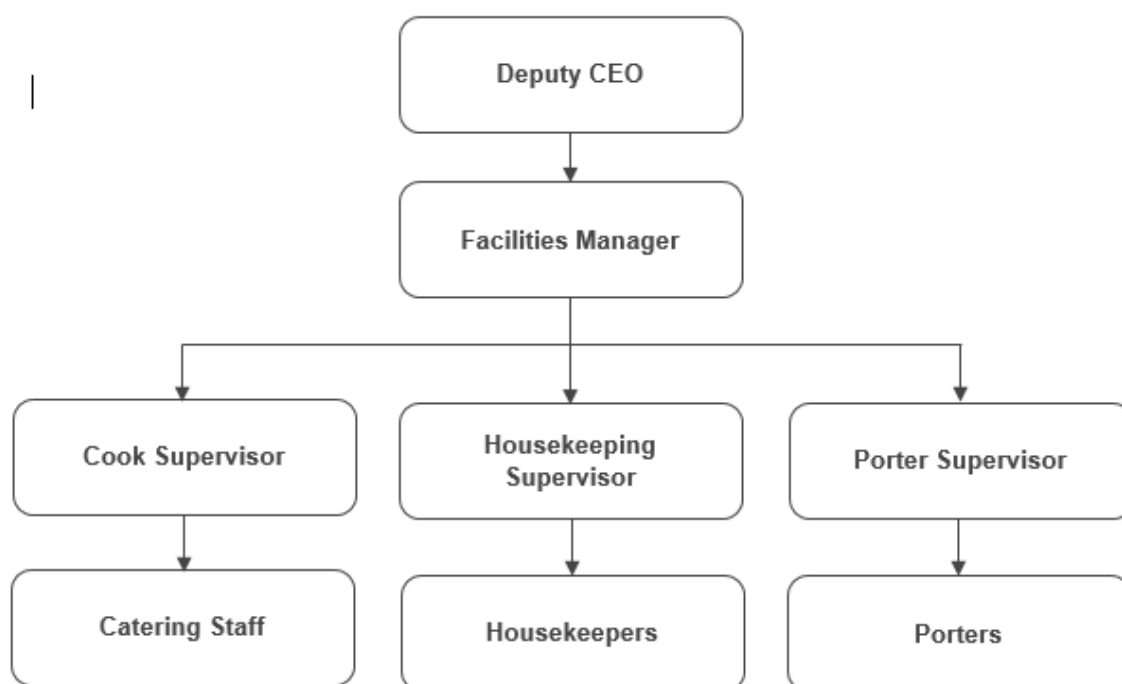 Deputy CEO
Facilities Manager
Cook Supervisor
Housekeeping
Supervisor
Porter Supervisor
Catering Staff
Housekeepers
Porters